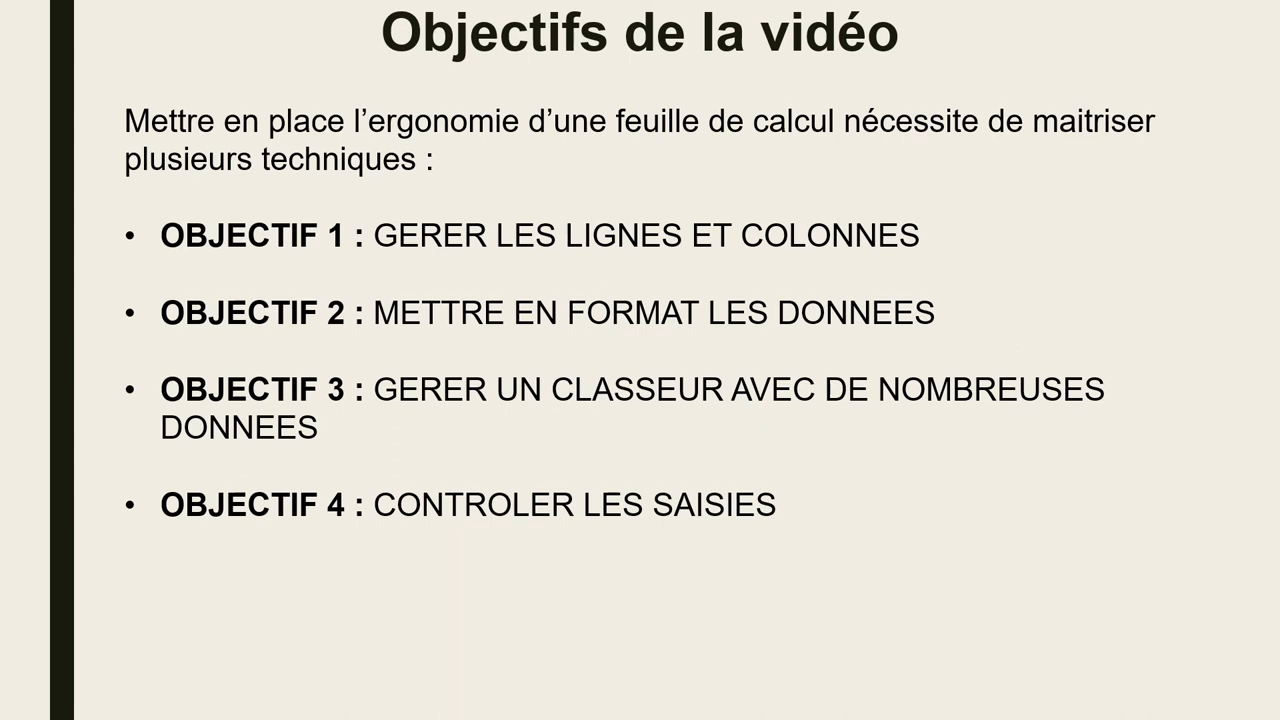 Objectifs de la vidéo
Mettre en place l’ergonomie d’une feuille de calcul nécessite de maitriser
plusieurs techniques :
• OBJECTIF 1 : GERER LES LIGNES ET COLONNES
• OBJECTIF 2 : METTRE EN FORMAT LES DONNEES
• OBJECTIF 3 : GERER UN CLASSEUR AVEC DE NOMBREUSES
DONNEES
• OBJECTIF 4 : CONTROLER LES SAISIES